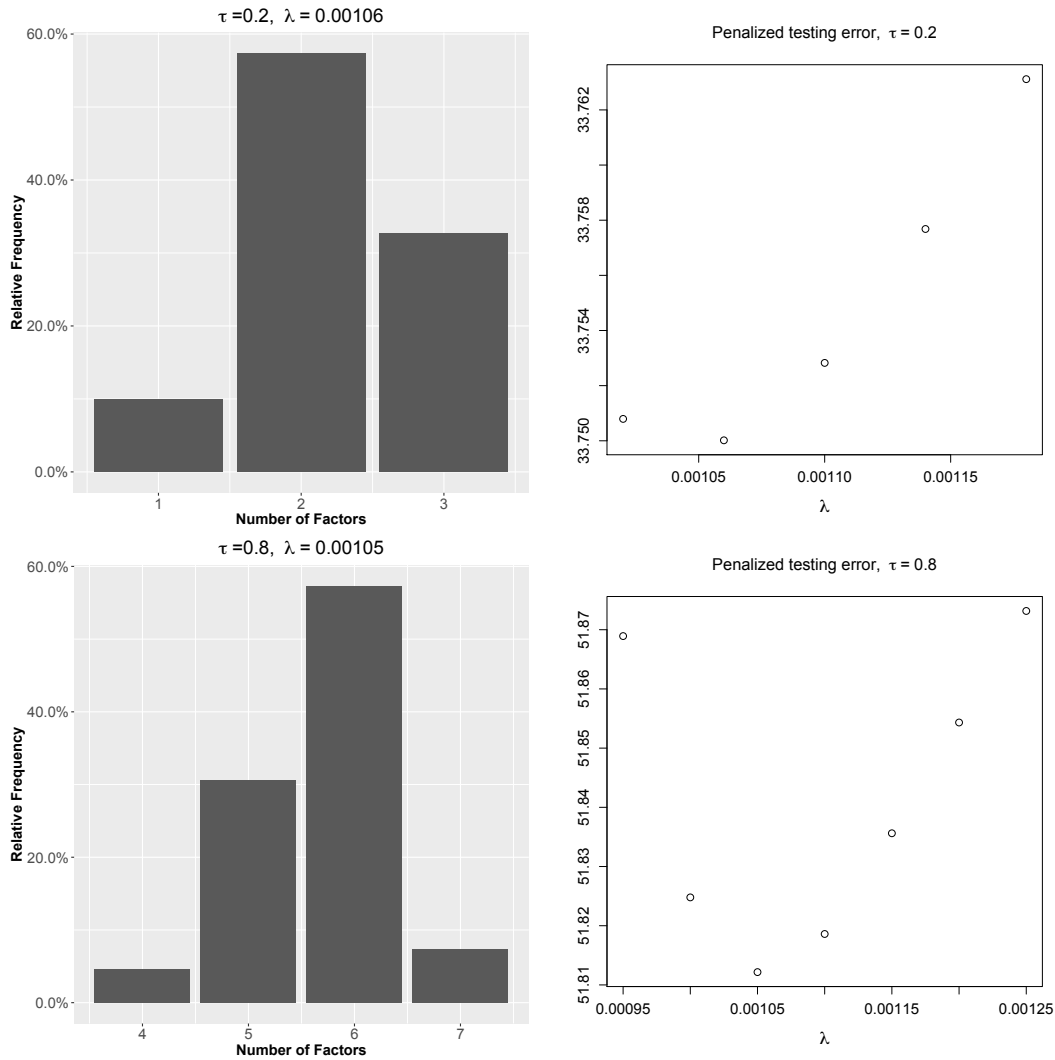 τ =0.2, λ = 0.00106
60.0%
40.0%
20.0%
0.0%
Relative Frequency
1 2 3
Number of Factors
Penalized testing error, τ = 0.2
33.762
33.758
33.754
33.750
0.00105 0.00110 0.00115
λ
τ =0.8, λ = 0.00105
60.0%
40.0%
20.0%
0.0%
Relative Frequency
4 5 6 7
Number of Factors
Penalized testing error, τ = 0.8
51.87
51.86
51.85
51.84
51.83
51.82
51.81
0.00095 0.00105 0.00115 0.00125
λ